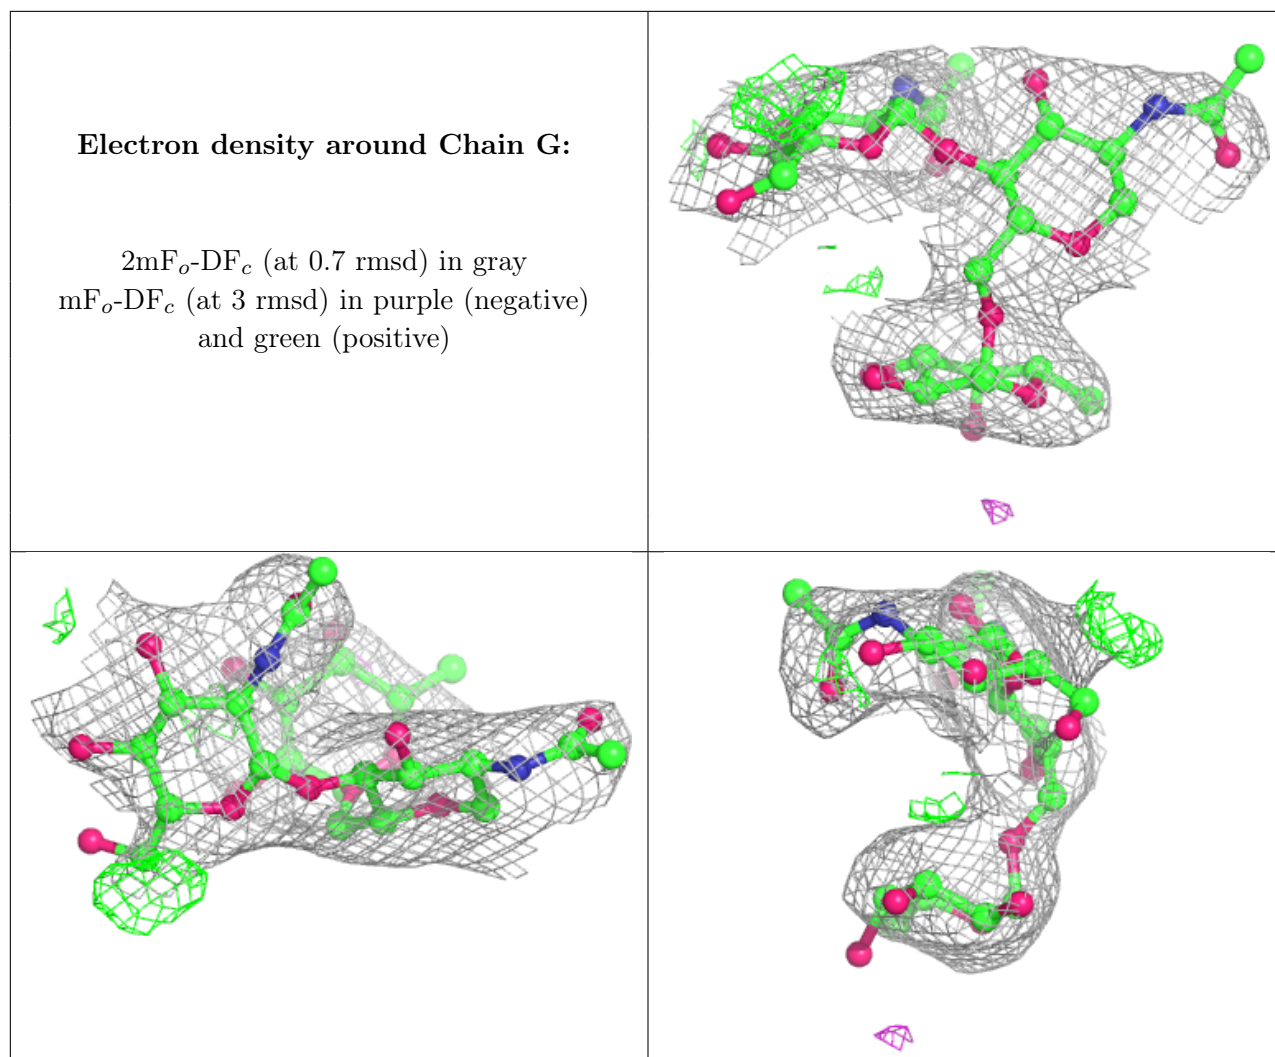 Electron density around Chain G:
2mFo-DFc (at 0.7 rmsd) in gray
mFo-DFc (at 3 rmsd) in purple (negative)
and green (positive)